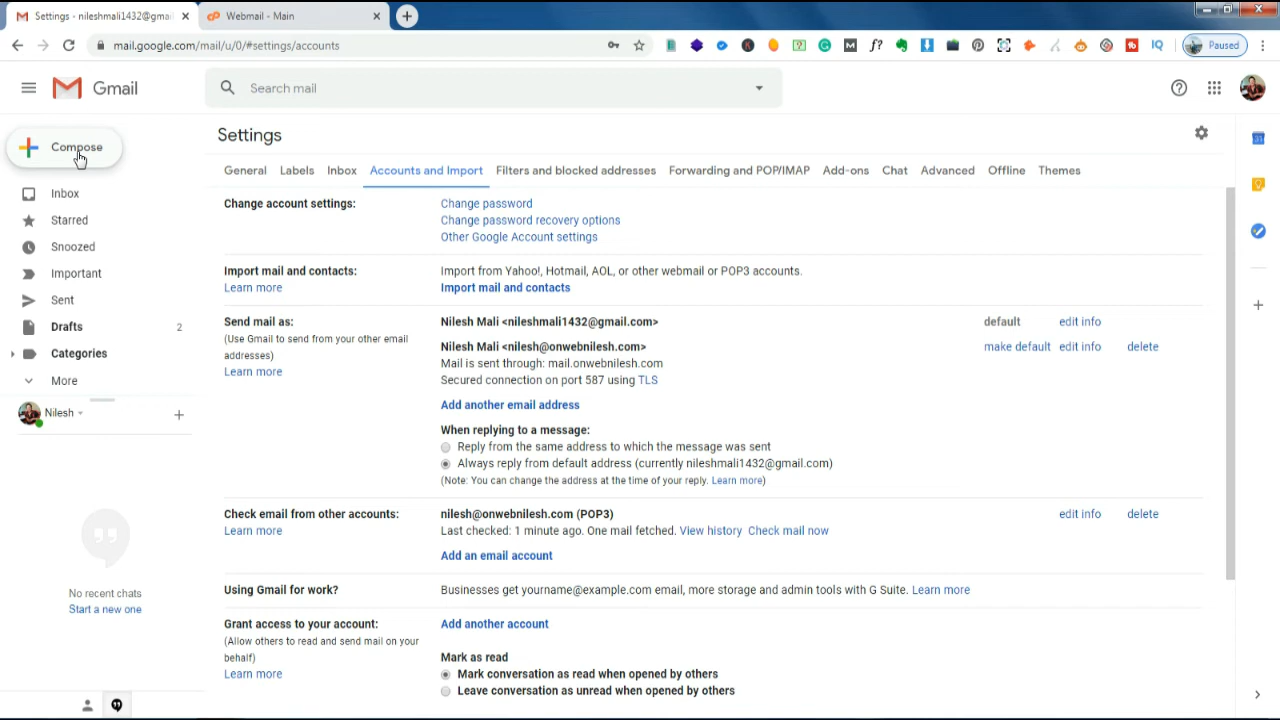 Settings - nileshmali1432@gmai
Webmail - Main
mail.google.com/mail/u/0/#settings/accounts
Paused
Gmail
Search mail
Compose
Inbox
Starred
Snoozed
Important
Sent
Drafts 2
Categories
More
Nilesh
No recent chats
Start a new one
Settings
General Labels Inbox Accounts and Import Filters and blocked addresses Forwarding and POP/IMAP Add-ons Chat Advanced Offline Themes
Change account settings: Change password
Change password recovery options
Other Google Account settings
Import mail and contacts: Import from Yahoo!, Hotmail, AOL, or other webmail or POP3 accounts.
Learn more Import mail and contacts
Send mail as: Nilesh Mali <nileshmali1432@gmail.com> default edit info
(Use Gmail to send from your other email
addresses)
Learn more
Nilesh Mali <nilesh@onwebnilesh.com> make default edit info delete
Mail is sent through: mail.onwebnilesh.com
Secured connection on port 587 using TLS
Add another email address
When replying to a message:
Reply from the same address to which the message was sent
Always reply from default address (currently nileshmali1432@gmail.com)
(Note: You can change the address at the time of your reply. Learn more)
Check email from other accounts: nilesh@onwebnilesh.com (POP3) edit info delete
Learn more Last checked: 1 minute ago. One mail fetched. View history Check mail now
Add an email account
Using Gmail for work? Businesses get yourname@example.com email, more storage and admin tools with G Suite. Learn more
Grant access to your account: Add another account
(Allow others to read and send mail on your
behalf)
Learn more
Mark as read
Mark conversation as read when opened by others
Leave conversation as unread when opened by others